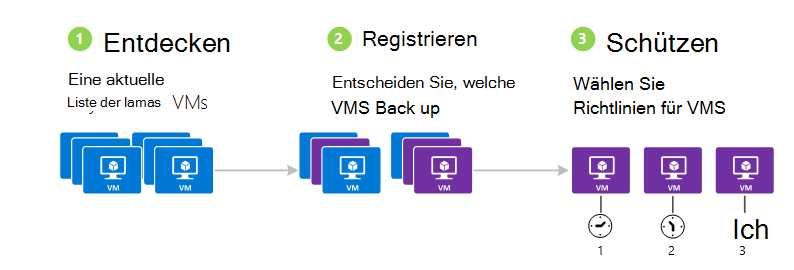 1 Entdecken
Eine aktuelle
Liste der lamas VMs
2 Registrieren
Entscheiden Sie, welche
VMS Back up
3 Schützen
Wählen Sie
Richtlinien für VMS
VM VM
VM VM
VM VM VM
Ich
1 2 3